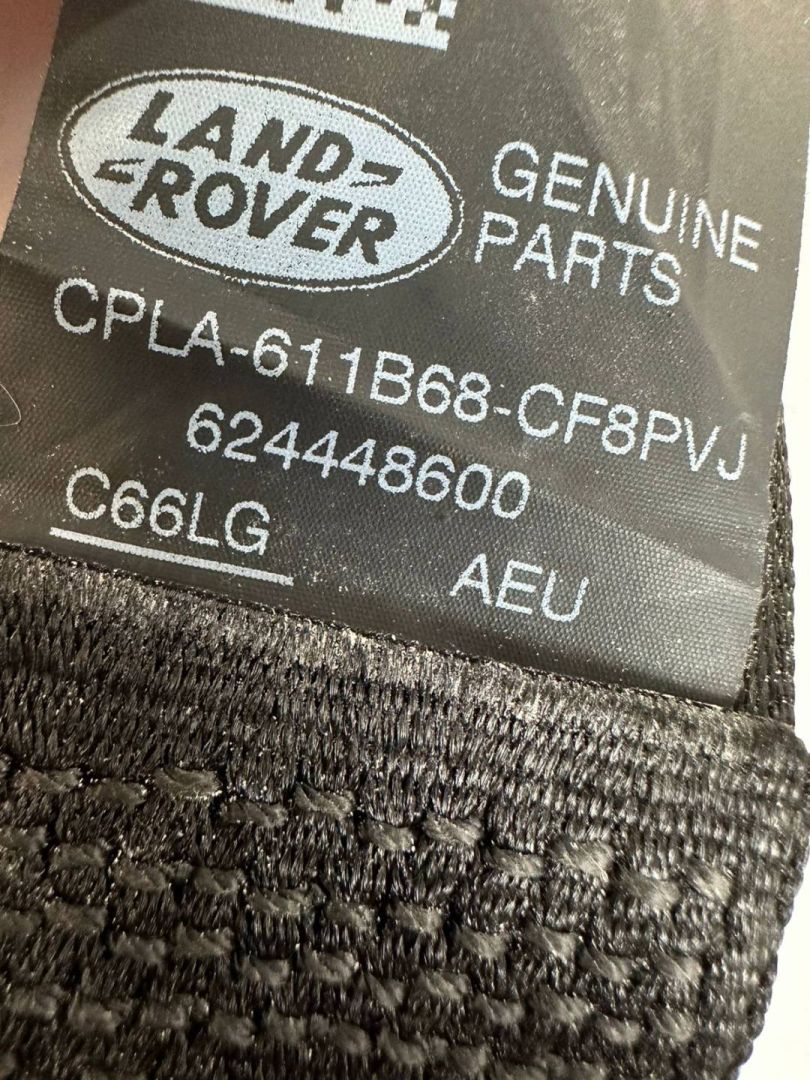 LAND
ROVER
GENUINE
PARTS
CPLA-611B68-CF8PVJ
624448600
C66LG
AEU